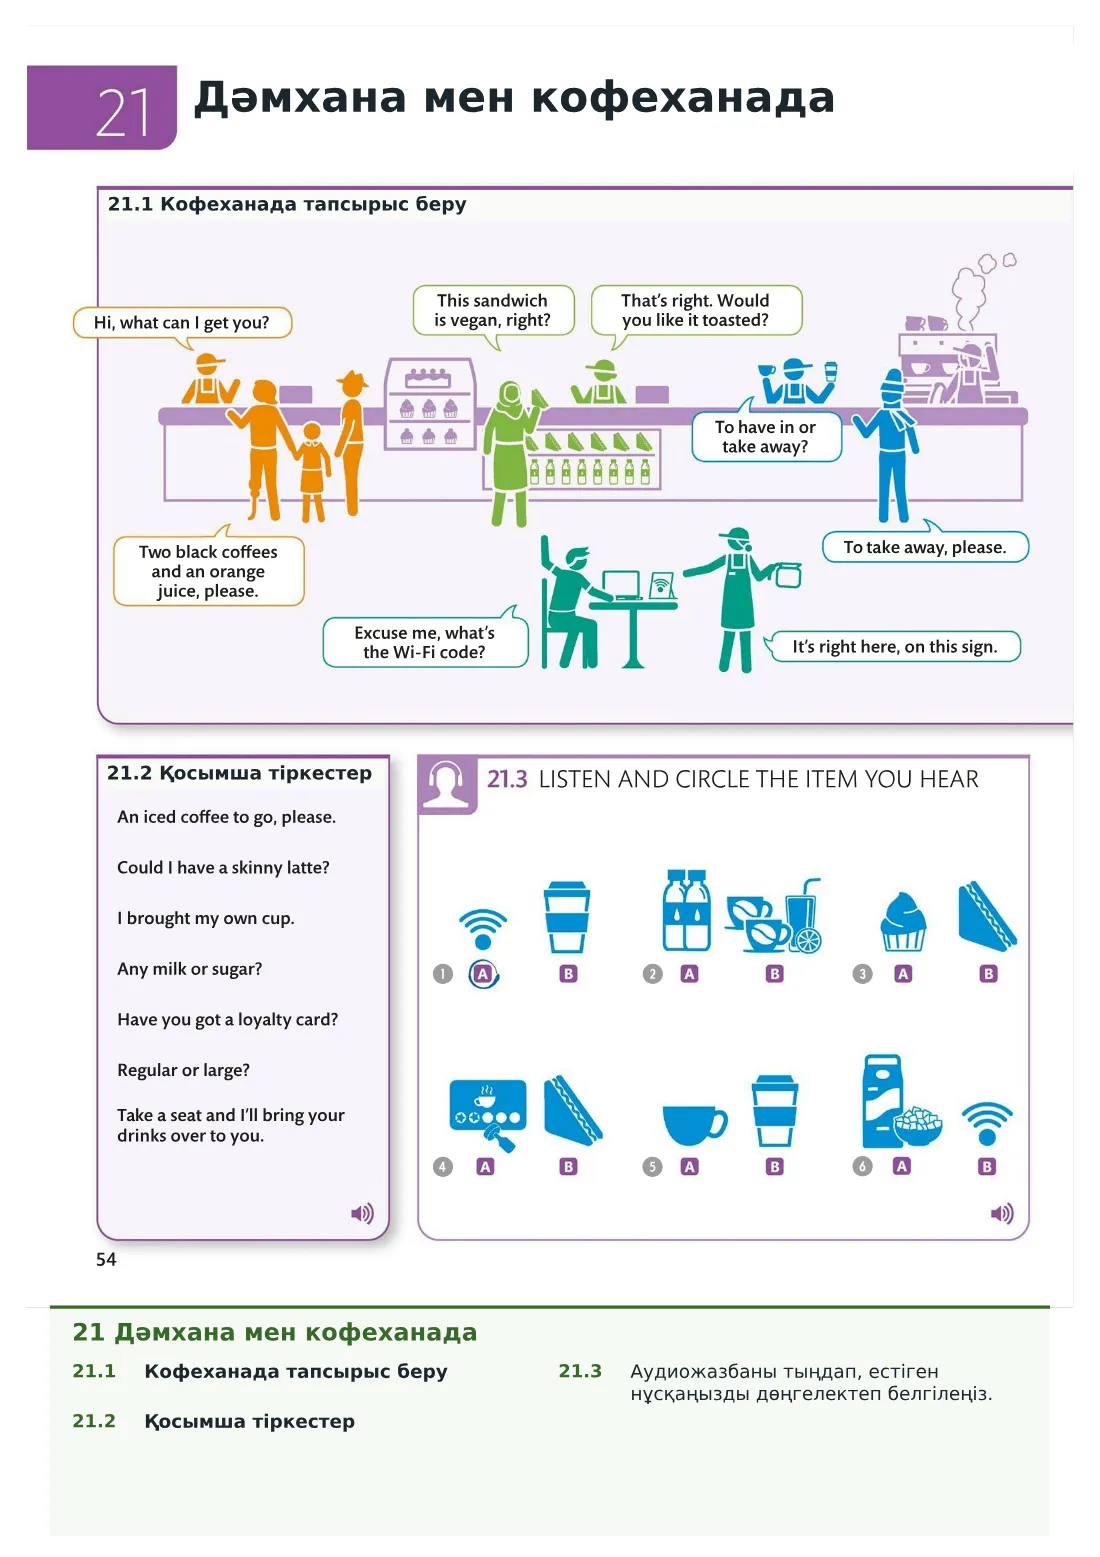 21
Дәмхана мен кофеханада
21.1 Кофеханада тапсырыс беру
Hi, what can I get you?
This sandwich
is vegan, right?
That's right. Would
you like it toasted?
To have in or
take away?
Two black coffees
and an orange
juice, please.
To take away, please.
Excuse me, what's
the Wi-Fi code?
It's right here, on this sign.
21.2 Қосымша тіркестер
An iced coffee to go, please.
Could I have a skinny latte?
I brought my own cup.
Any milk or sugar?
Have you got a loyalty card?
Regular or large?
Take a seat and I'll bring your
drinks over to you.
21.3 LISTEN AND CIRCLE THE ITEM YOU HEAR
1 A B
2 A B
3 A B
4 A B
5 A B
6 A B
54
21 Дәмхана мен кофеханада
21.1 Кофеханада тапсырыс беру
21.2 Қосымша тіркестер
21.3 Аудиожазбаны тыңдап, естіген
нұсқаңызды дөңгелектеп белгілеңіз.